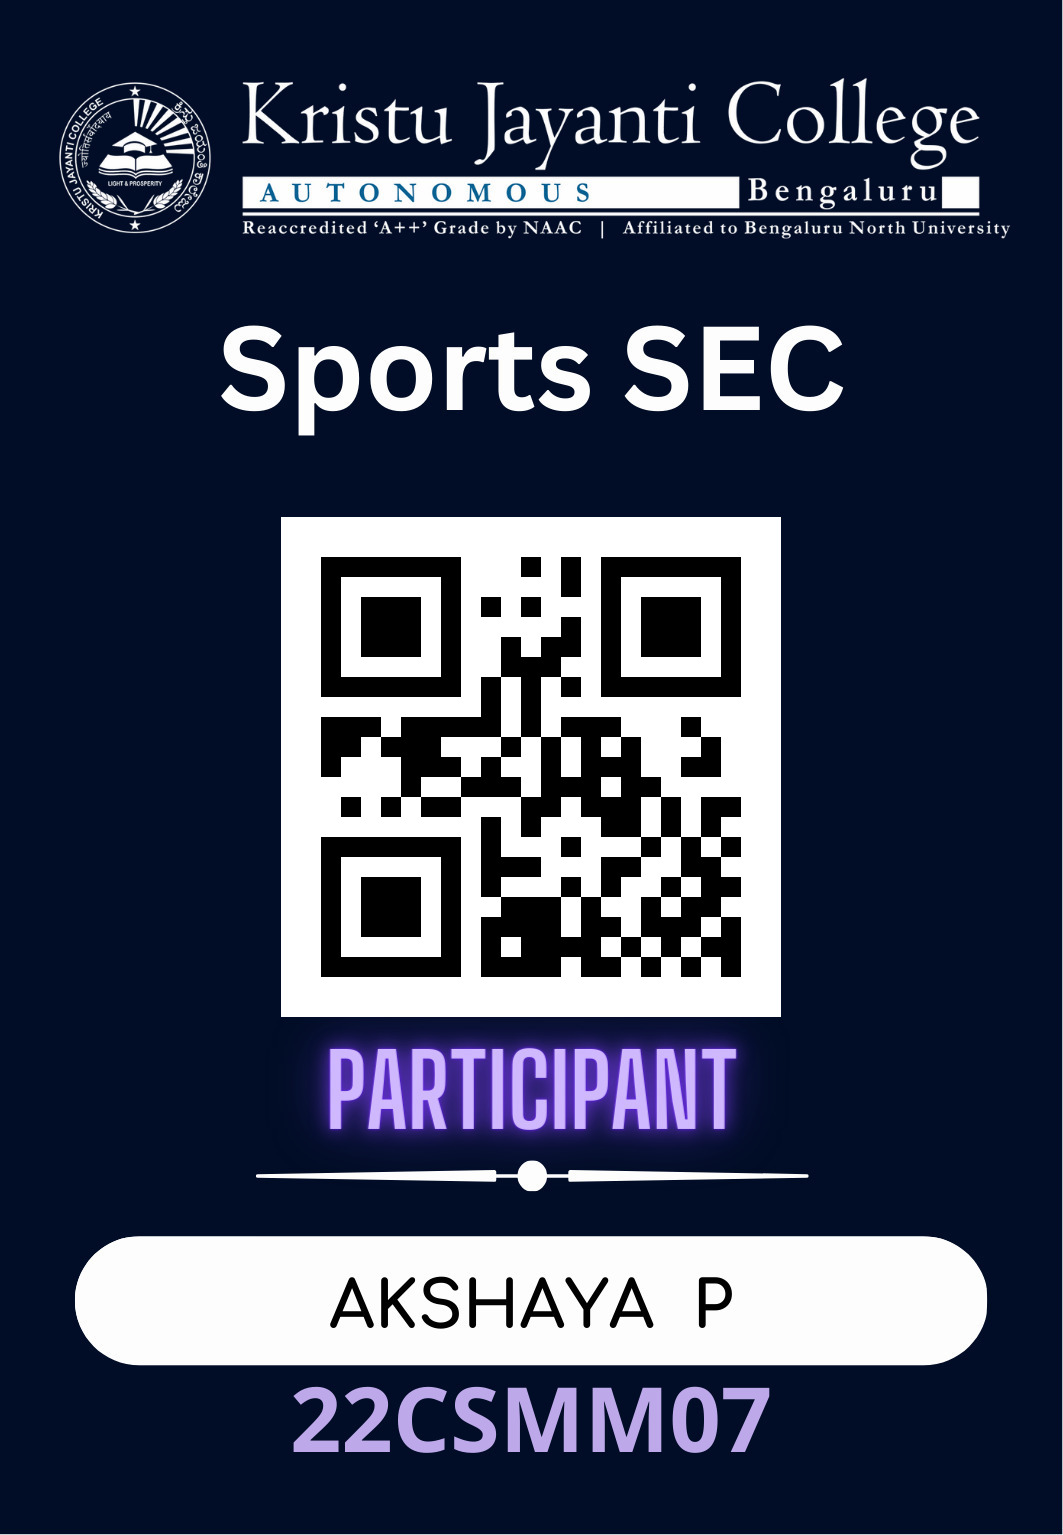 Kristu Jayanti College
AUTONOMOUS Bengaluru
Reaccredited ‘A++’ Grade by NAAC | Affiliated to Bengaluru North University
KRISTU JAYANTI COLLEGE
ಕ್ರಿಸ್ತು ಜಯಂತಿ ಕಾಲೇಜು
LIGHT & PROSPERITY
Sports SEC
PARTICIPANT
AKSHAYA P
22CSMM07